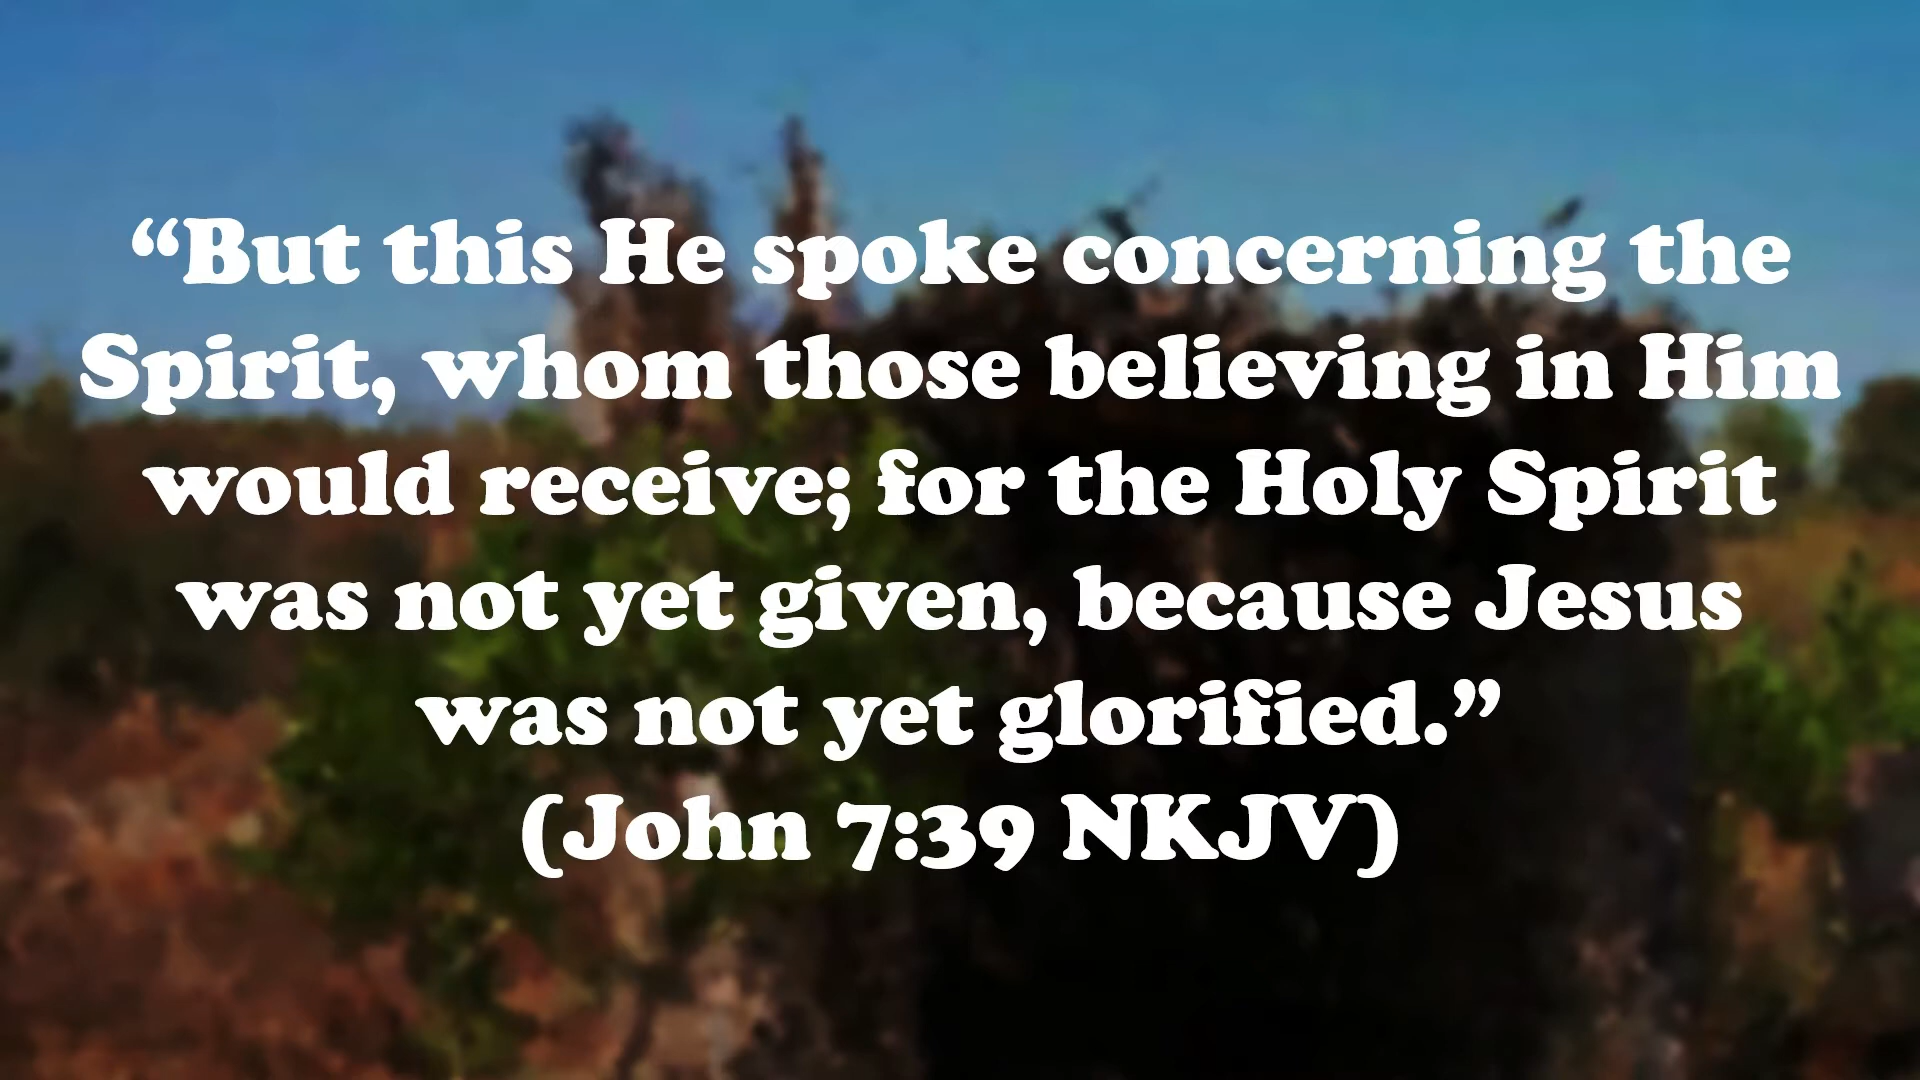 “But this He spoke concerning the
Spirit, whom those believing in Him
would receive; for the Holy Spirit
was not yet given, because Jesus
was not yet glorified.”
(John 7:39 NKJV)